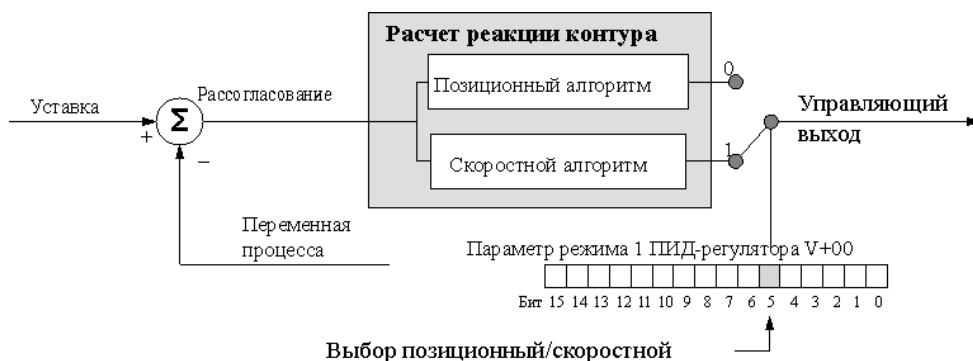 Расчет реакции контура
Позиционный алгоритм
0
Уставка
Рассогласование
Управляющий
выход
+
Σ
−
Скоростной алгоритм
1
Переменная
процесса
Параметр режима 1 ПИД-регулятора V+00
Бит 15 14 13 12 11 10 9 8 7 6 5 4 3 2 1 0
Выбор позиционный/скоростной